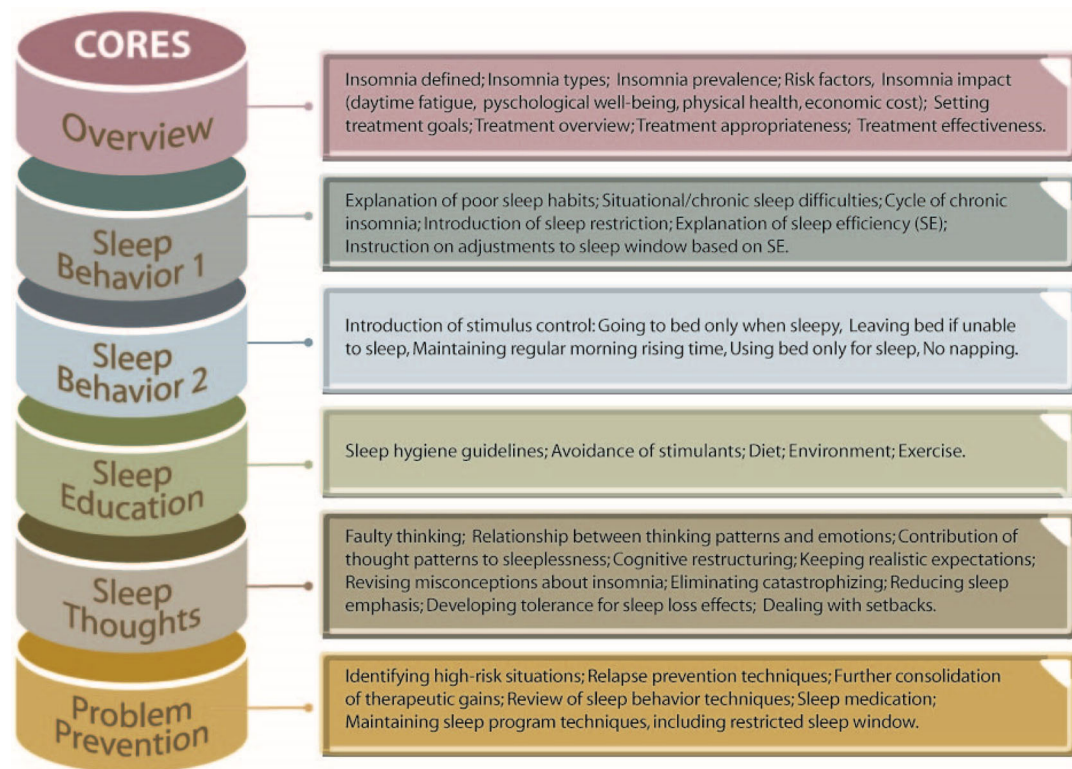 CORES
Overview
Insomnia defined; Insomnia types; Insomnia prevalence; Risk factors, Insomnia impact
(daytime fatigue, pyschological well-being, physical health, economic cost); Setting
treatment goals; Treatment overview; Treatment appropriateness; Treatment effectiveness.
Sleep
Behavior 1
Explanation of poor sleep habits; Situational/chronic sleep difficulties; Cycle of chronic
insomnia; Introduction of sleep restriction; Explanation of sleep efficiency (SE);
Instruction on adjustments to sleep window based on SE.
Sleep
Behavior 2
Introduction of stimulus control: Going to bed only when sleepy, Leaving bed if unable
to sleep, Maintaining regular morning rising time, Using bed only for sleep, No napping.
Sleep
Education
Sleep hygiene guidelines; Avoidance of stimulants; Diet; Environment; Exercise.
Sleep
Thoughts
Faulty thinking; Relationship between thinking patterns and emotions; Contribution of
thought patterns to sleeplessness; Cognitive restructuring; Keeping realistic expectations;
Revising misconceptions about insomnia; Eliminating catastrophizing; Reducing sleep
emphasis; Developing tolerance for sleep loss effects; Dealing with setbacks.
Problem
Prevention
Identifying high-risk situations; Relapse prevention techniques; Further consolidation
of therapeutic gains; Review of sleep behavior techniques; Sleep medication;
Maintaining sleep program techniques, including restricted sleep window.